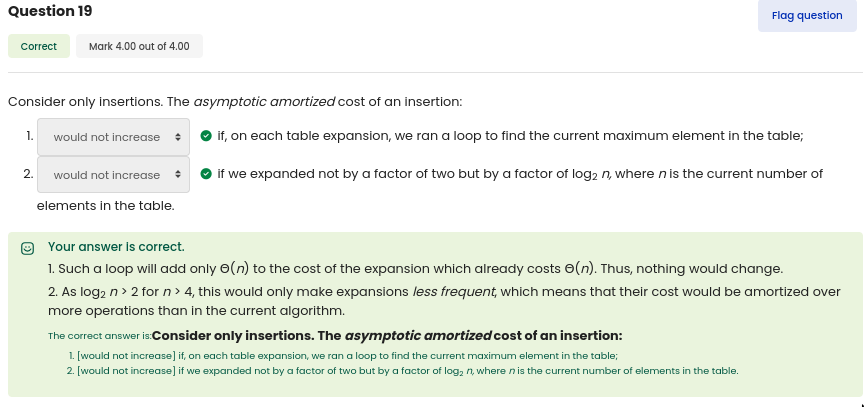 Question 19
Flag question
Correct
Mark 4.00 out of 4.00
Consider only insertions. The asymptotic amortized cost of an insertion:
1. would not increase if, on each table expansion, we ran a loop to find the current maximum element in the table;
2. would not increase if we expanded not by a factor of two but by a factor of log₂ n, where n is the current number of
elements in the table.
Your answer is correct.
1. Such a loop will add only Θ(n) to the cost of the expansion which already costs Θ(n). Thus, nothing would change.
2. As log₂ n > 2 for n > 4, this would only make expansions less frequent, which means that their cost would be amortized over
more operations than in the current algorithm.
The correct answer is:Consider only insertions. The asymptotic amortized cost of an insertion:
1. [would not increase] if, on each table expansion, we ran a loop to find the current maximum element in the table;
2. [would not increase] if we expanded not by a factor of two but by a factor of log₂ n, where n is the current number of elements in the table.